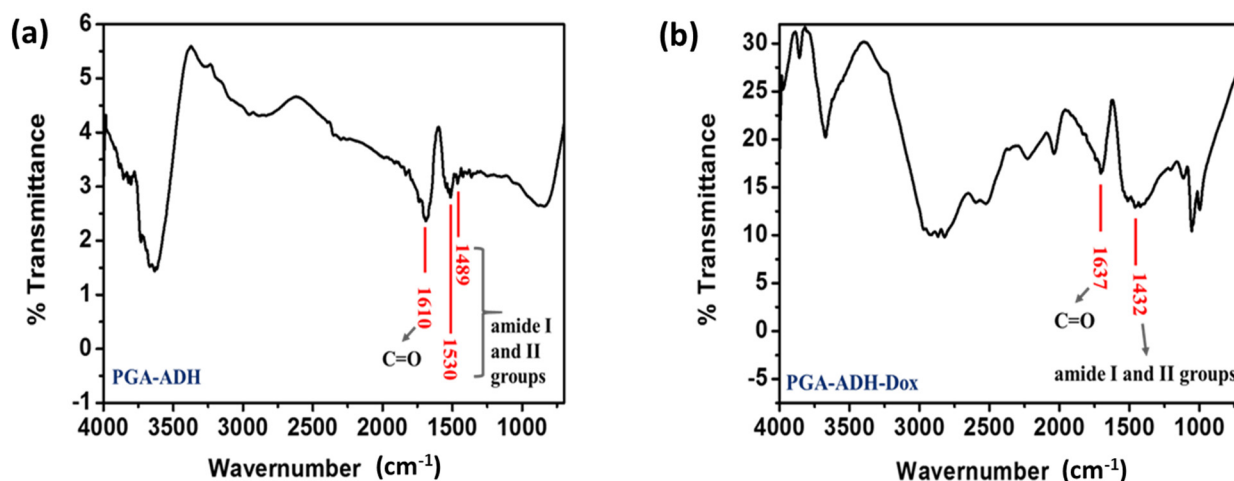 (a)
6
5
4
3
2
1
0
-1
% Transmittance
4000 3500 3000 2500 2000 1500 1000
Wavernumber (cm-1)
PGA-ADH
1610
1530
1489
C=O
amide I
and II
groups
(b)
30
25
20
15
10
5
0
-5
% Transmittance
4000 3500 3000 2500 2000 1500 1000
Wavernumber (cm-1)
PGA-ADH-Dox
1637
1432
C=O
amide I and II groups